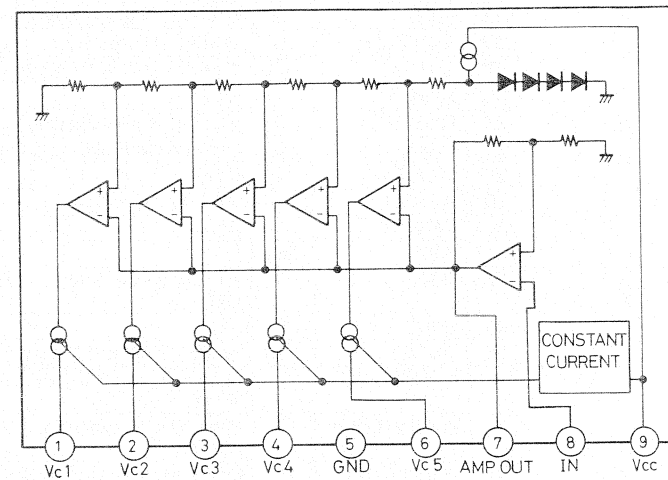 + + + + +
- - - - -
+
-
CONSTANT
CURRENT
1 2 3 4 5 6 7 8 9
Vc1 Vc2 Vc3 Vc4 GND Vc5 AMP OUT IN Vcc